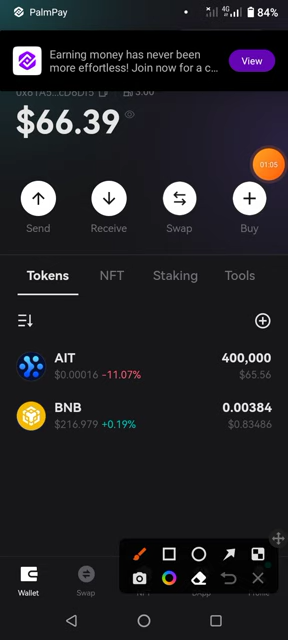 PalmPay
4G
84%
Earning money has never been
more effortless! Join now for a c...
View
3.00
$66.39
01:05
Send
Receive
Swap
Buy
Tokens
NFT
Staking
Tools
AIT
400,000
$0.00016 -11.07%
$65.56
BNB
0.00384
$216.979 +0.19%
$0.83486
Wallet
Swap